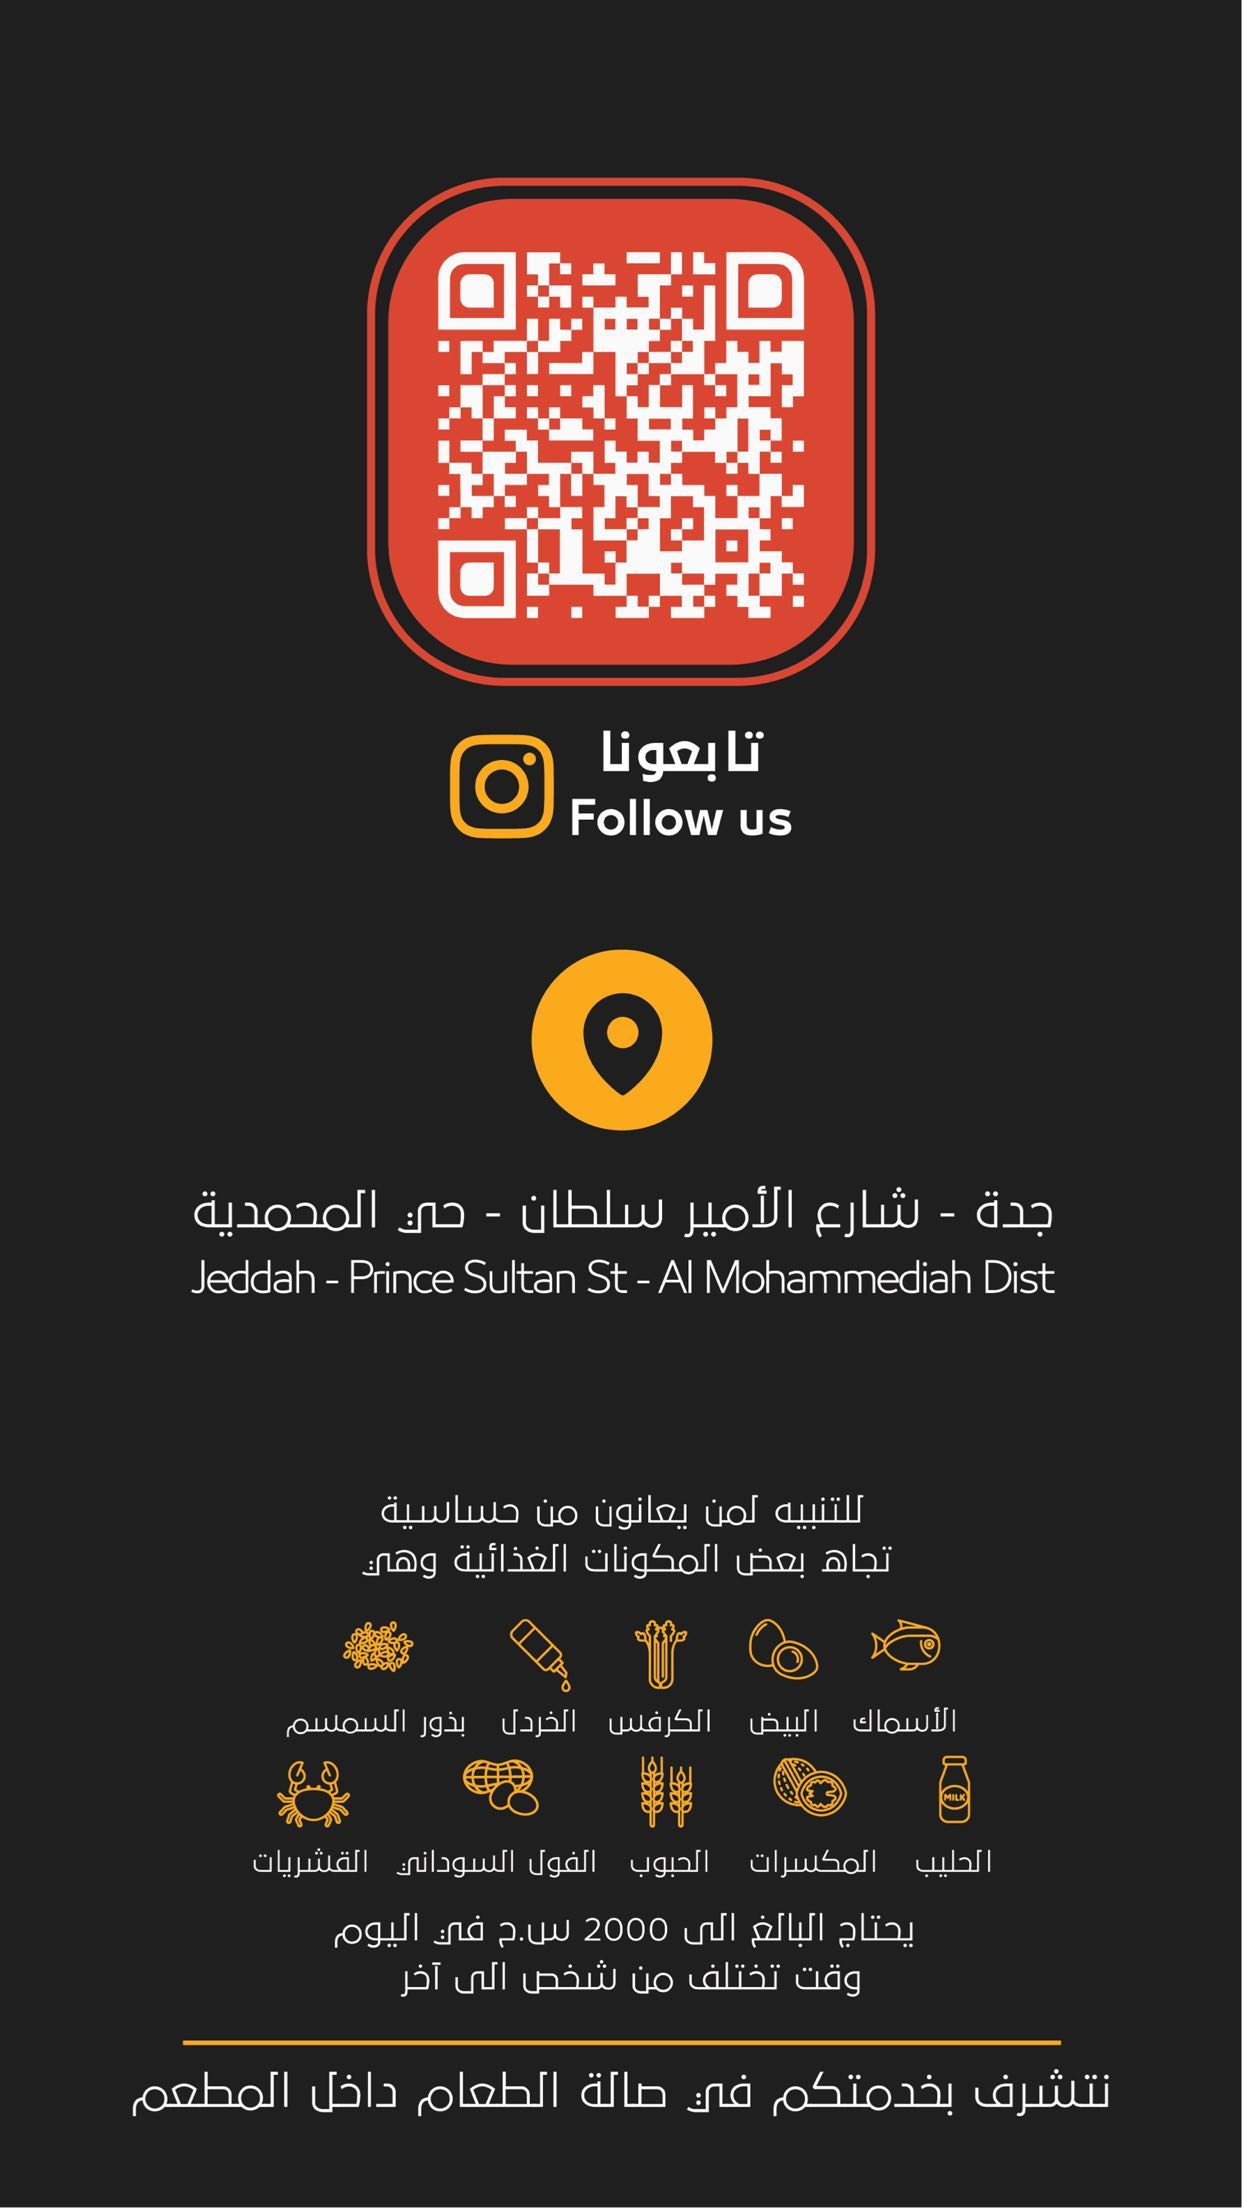 تابعونا
Follow us
جدة - شارع الأمير سلطان - حي المحمدية
Jeddah - Prince Sultan St - Al Mohammediah Dist
للتنبيه لمن يعانون من حساسية
تجاه بعض المكونات الغذائية وهي
الأسماك البيض الكرفس الخردل بذور السمسم
MILK
الحليب المكسرات الحبوب الفول السوداني القشريات
يحتاج البالغ الى 2000 س.ح في اليوم
وقت تختلف من شخص الى آخر
نتشرف بخدمتكم في صالة الطعام داخل المطعم